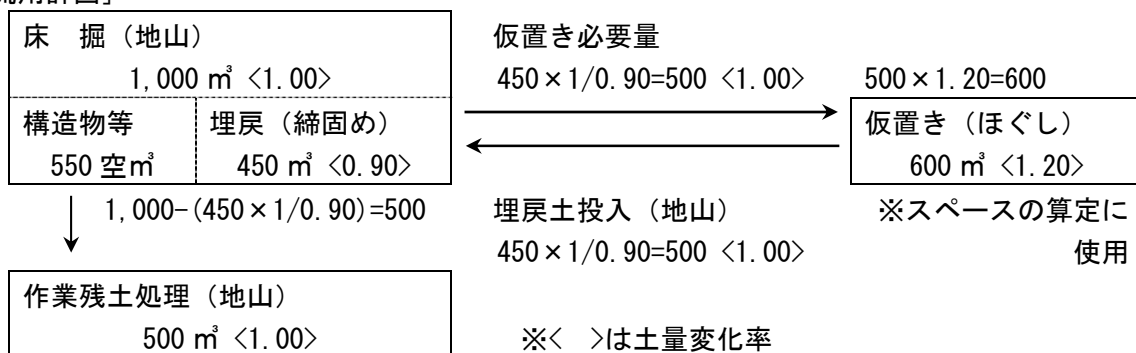 床　掘（地山）
1,000 ㎥ <1.00>
構造物等
550 空㎥
埋戻（締固め）
450 ㎥ <0.90>
仮置き必要量
450×1/0.90=500 <1.00>
500×1.20=600
仮置き（ほぐし）
600 ㎥ <1.20>
1,000-(450×1/0.90)=500
埋戻土投入（地山）
450×1/0.90=500 <1.00>
※スペースの算定に
使用
作業残土処理（地山）
500 ㎥ <1.00>
※<　>は土量変化率